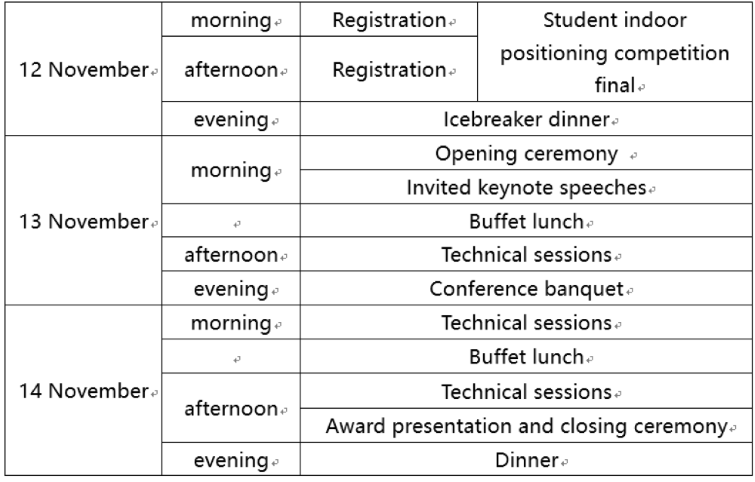 12 November
morning
Registration
Student indoor
positioning competition
final
afternoon
Registration
evening
Icebreaker dinner
13 November
morning
Opening ceremony
Invited keynote speeches
Buffet lunch
afternoon
Technical sessions
evening
Conference banquet
14 November
morning
Technical sessions
Buffet lunch
afternoon
Technical sessions
Award presentation and closing ceremony
evening
Dinner